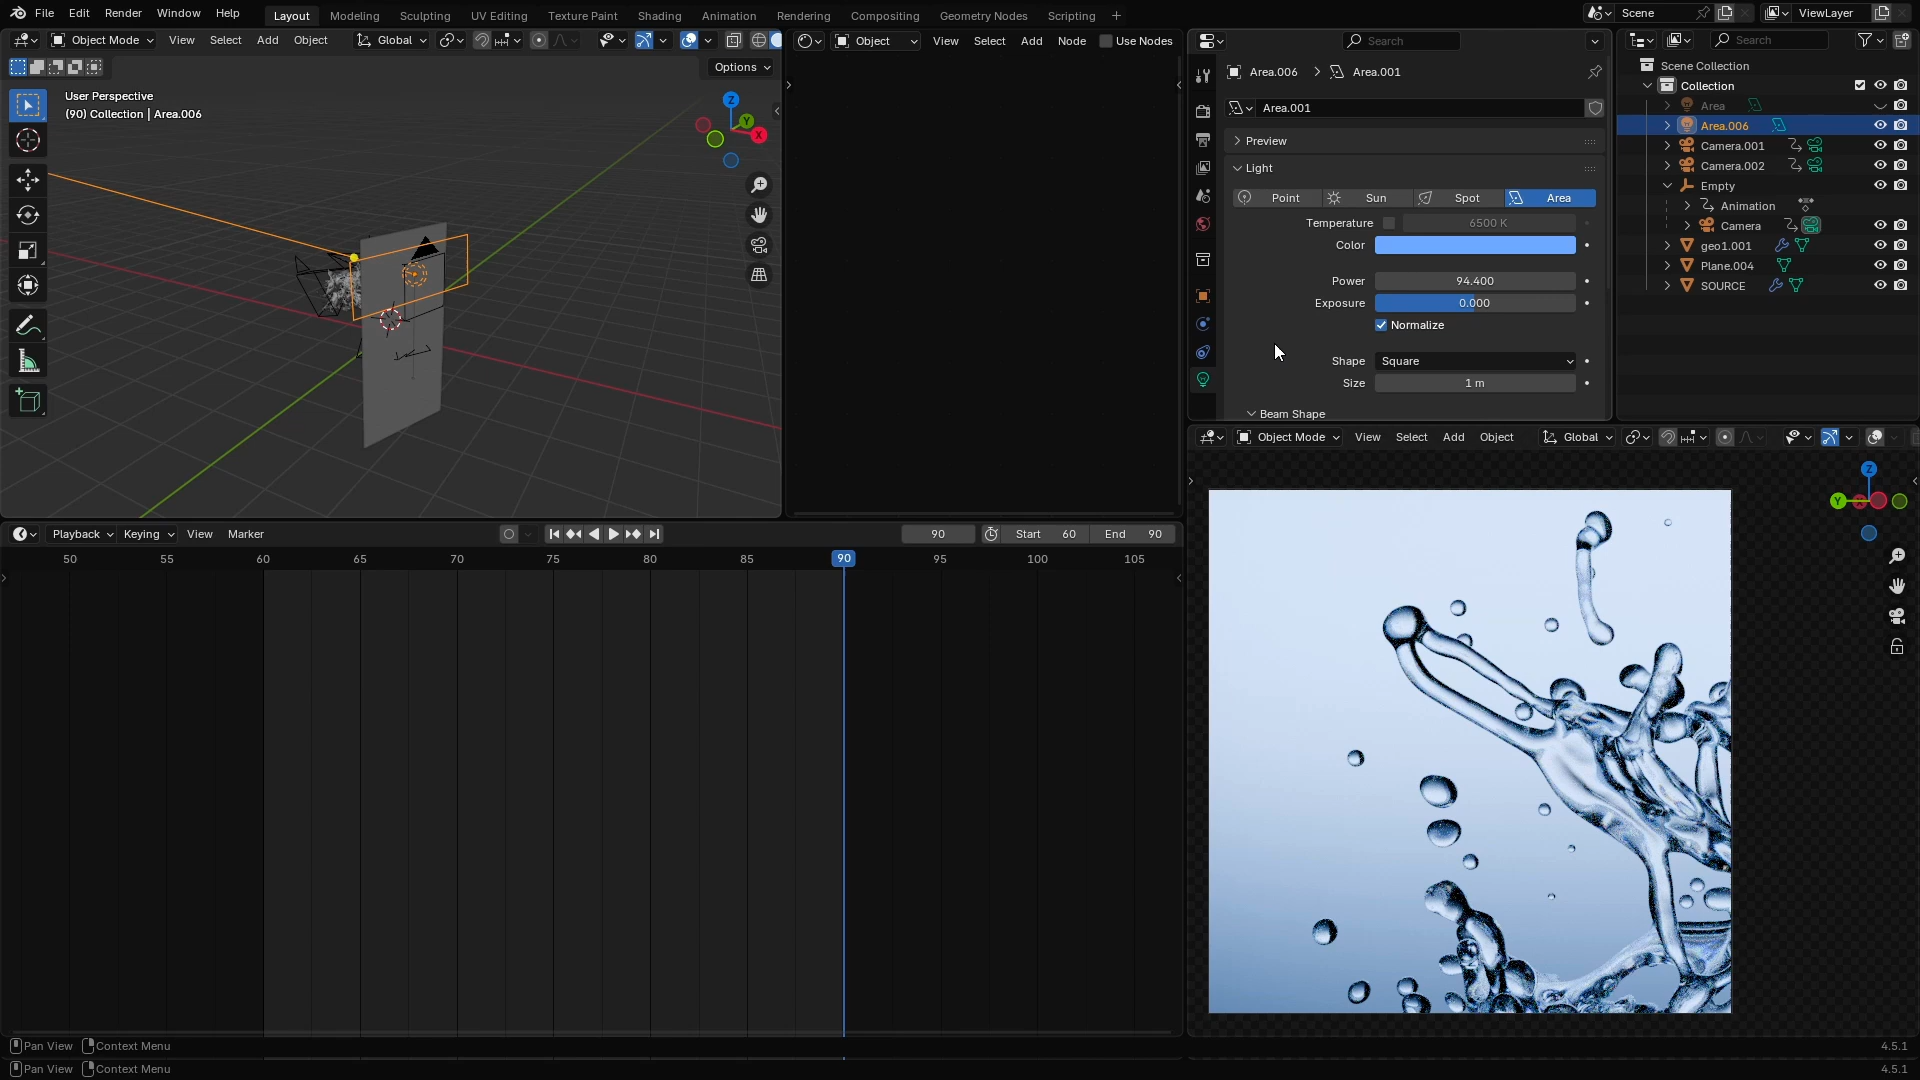 File Edit Render Window Help Layout Modeling Sculpting UV Editing Texture Paint Shading Animation Rendering Compositing Geometry Nodes Scripting + Scene ViewLayer
Object Mode View Select Add Object Global
Object View Select Add Node Use Nodes
Search
Search
Options
User Perspective
(90) Collection | Area.006
Z
Y
X
Area.006 > Area.001
Area.001
Preview
Light
Point Sun Spot Area
Temperature 6500 K
Color
Power 94.400
Exposure 0.000
Normalize
Shape Square
Size 1 m
Beam Shape
Scene Collection
Collection
Area
Area.006
Camera.001
Camera.002
Empty
Animation
Camera
geo1.001
Plane.004
SOURCE
Object Mode View Select Add Object Global
Z
Y
Playback Keying View Marker 90 Start 60 End 90
50 55 60 65 70 75 80 85 90 95 100 105
Pan View Context Menu 4.5.1
Pan View Context Menu 4.5.1